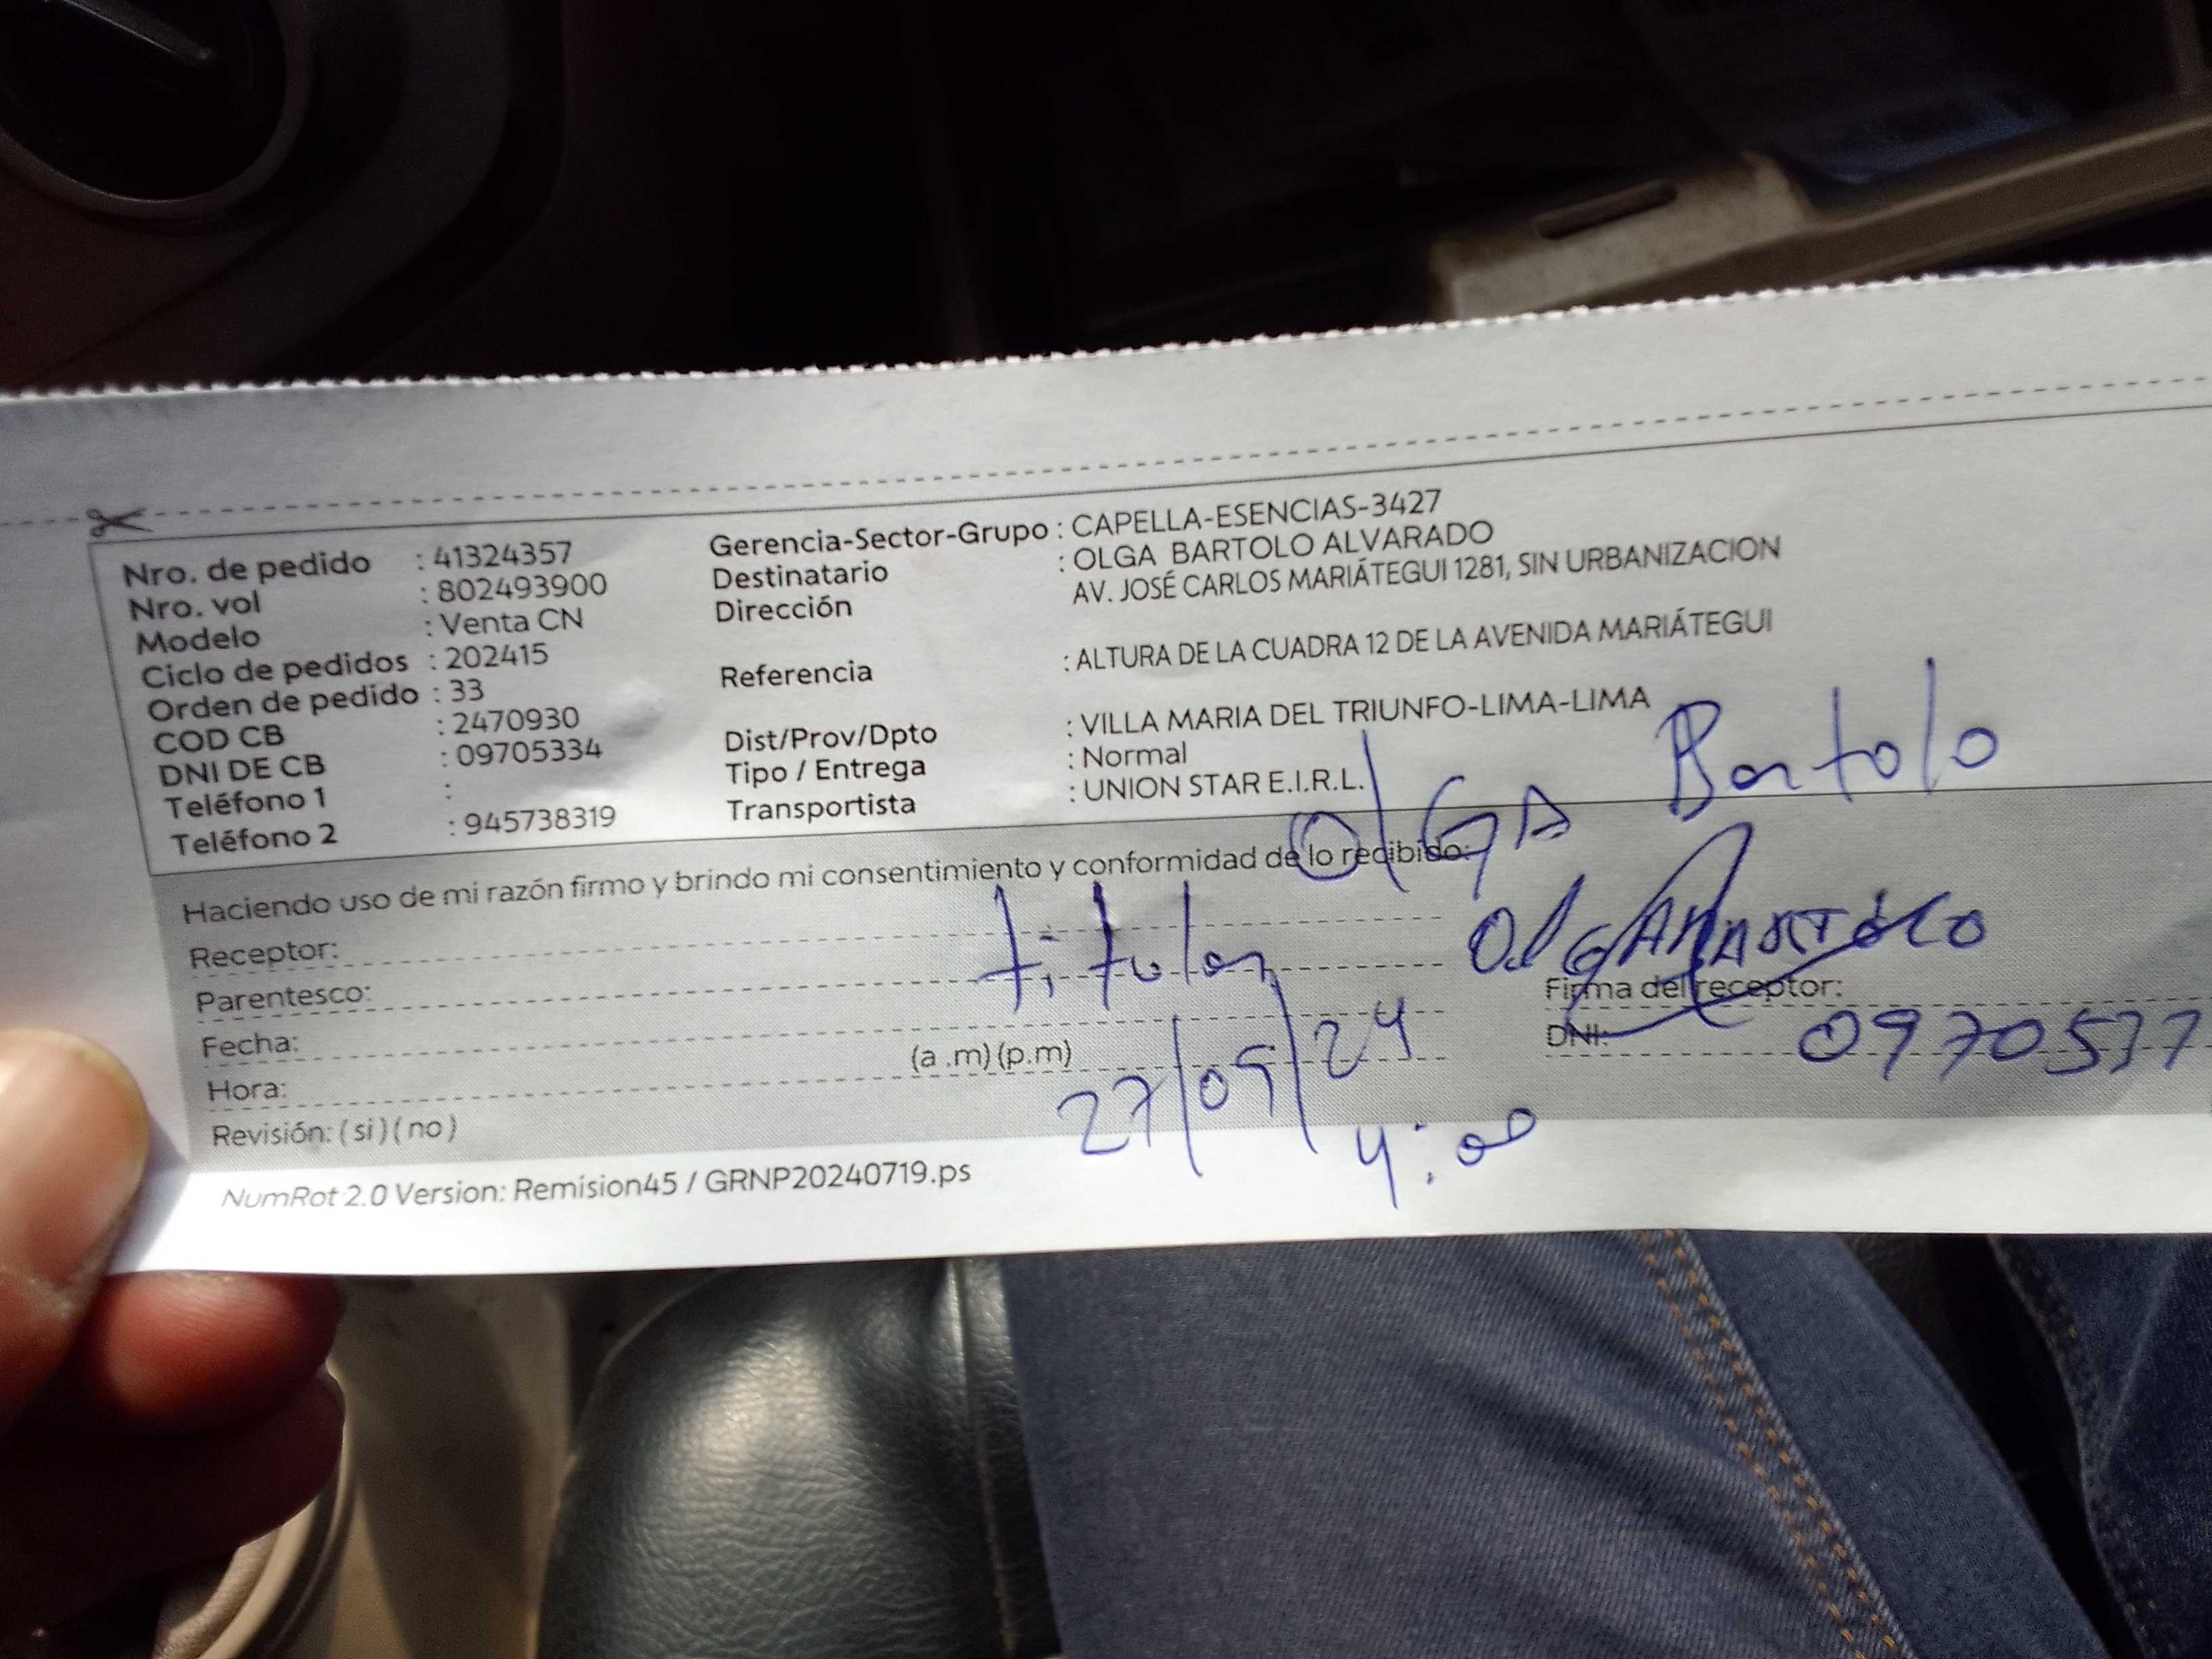 Nro. de pedido : 41324357
Nro. vol : 802493900
Modelo : Venta CN
Ciclo de pedidos : 202415
Orden de pedido : 33
COD CB : 2470930
DNI DE CB : 09705334
Teléfono 1 :
Teléfono 2 : 945738319
Gerencia-Sector-Grupo : CAPELLA-ESENCIAS-3427
Destinatario : OLGA BARTOLO ALVARADO
Dirección AV. JOSÉ CARLOS MARIÁTEGUI 1281, SIN URBANIZACION
Referencia : ALTURA DE LA CUADRA 12 DE LA AVENIDA MARIÁTEGUI
Dist/Prov/Dpto : VILLA MARIA DEL TRIUNFO-LIMA-LIMA
Tipo / Entrega : Normal
Transportista : UNION STAR E.I.R.L.
Haciendo uso de mi razón firmo y brindo mi consentimiento y conformidad de lo recibido:
Receptor: OlGA Bartolo
Parentesco: titular
Fecha: 27/09/24
Hora: (a .m) (p.m) 4:00
Revisión: ( si ) ( no )
Firma del receptor:
DNI:
NumRot 2.0 Version: Remision45 / GRNP20240719.ps